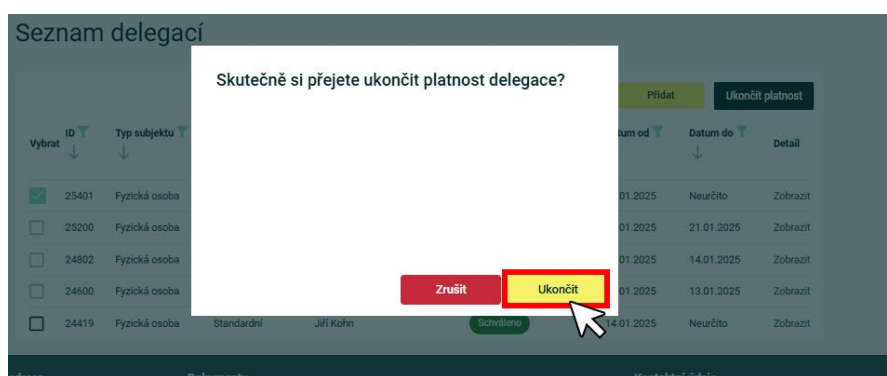 Seznam delegací
Skutečně si přejete ukončit platnost delegace?
Přidat Ukončit platnost
Vybrat ID Typ subjektu tum od Datum do Detail
25401 Fyzická osoba 01.2025 Neurčito Zobrazit
25200 Fyzická osoba 01.2025 21.01.2025 Zobrazit
24802 Fyzická osoba 01.2025 14.01.2025 Zobrazit
24600 Fyzická osoba 01.2025 13.01.2025 Zobrazit
Zrušit Ukončit
24419 Fyzická osoba Standardní Jiří Kohn Schváleno 14.01.2025 Neurčito Zobrazit